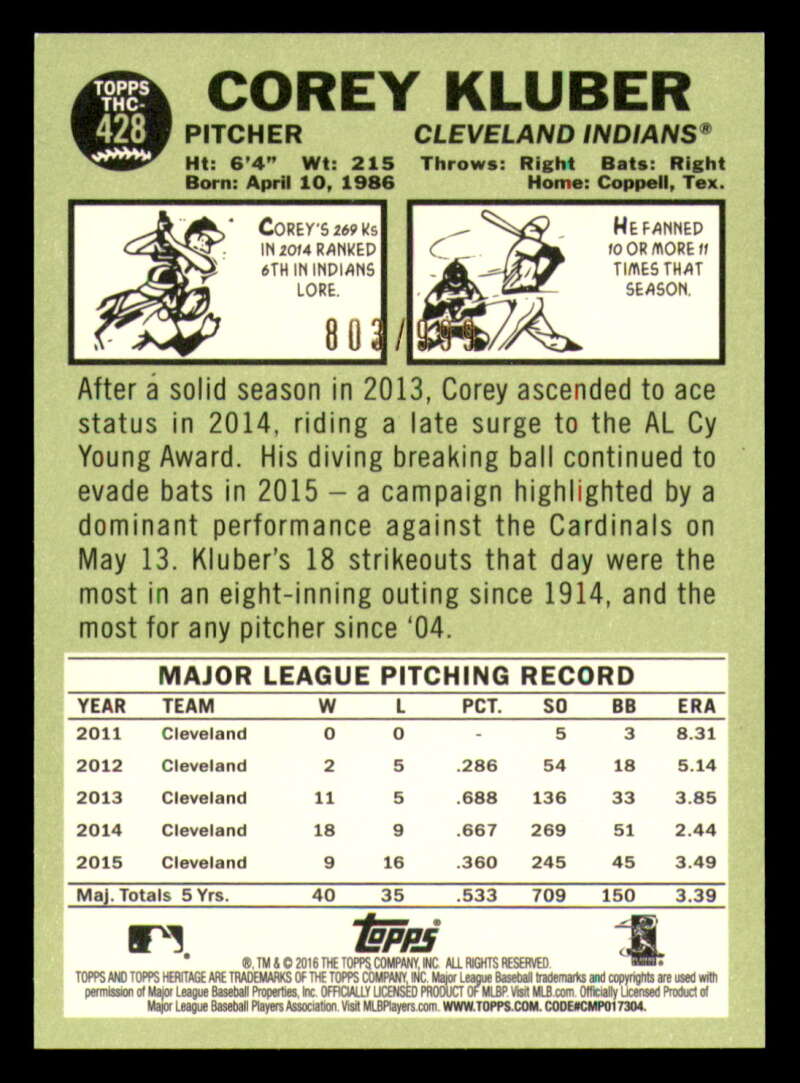 TOPPS
THC-
428
COREY KLUBER
PITCHER CLEVELAND INDIANS®
Ht: 6'4" Wt: 215 Throws: Right Bats: Right
Born: April 10, 1986 Home: Coppell, Tex.
COREY'S 269 Ks
IN 2014 RANKED
6TH IN INDIANS
LORE.
HE FANNED
10 OR MORE 11
TIMES THAT
SEASON.
803/999
After a solid season in 2013, Corey ascended to ace
status in 2014, riding a late surge to the AL Cy
Young Award. His diving breaking ball continued to
evade bats in 2015 – a campaign highlighted by a
dominant performance against the Cardinals on
May 13. Kluber's 18 strikeouts that day were the
most in an eight-inning outing since 1914, and the
most for any pitcher since '04.
MAJOR LEAGUE PITCHING RECORD
YEAR TEAM W L PCT. SO BB ERA
2011 Cleveland 0 0 - 5 3 8.31
2012 Cleveland 2 5 .286 54 18 5.14
2013 Cleveland 11 5 .688 136 33 3.85
2014 Cleveland 18 9 .667 269 51 2.44
2015 Cleveland 9 16 .360 245 45 3.49
Maj. Totals 5 Yrs. 40 35 .533 709 150 3.39
Topps®
®, TM & © 2016 THE TOPPS COMPANY, INC. ALL RIGHTS RESERVED.
TOPPS AND TOPPS HERITAGE ARE TRADEMARKS OF THE TOPPS COMPANY, INC. Major League Baseball trademarks and copyrights are used with
permission of Major League Baseball Properties, Inc. OFFICIALLY LICENSED PRODUCT OF MLBP. Visit MLB.com. Officially Licensed Product of
Major League Baseball Players Association. Visit MLBPlayers.com. WWW.TOPPS.COM. CODE#CMP017304.